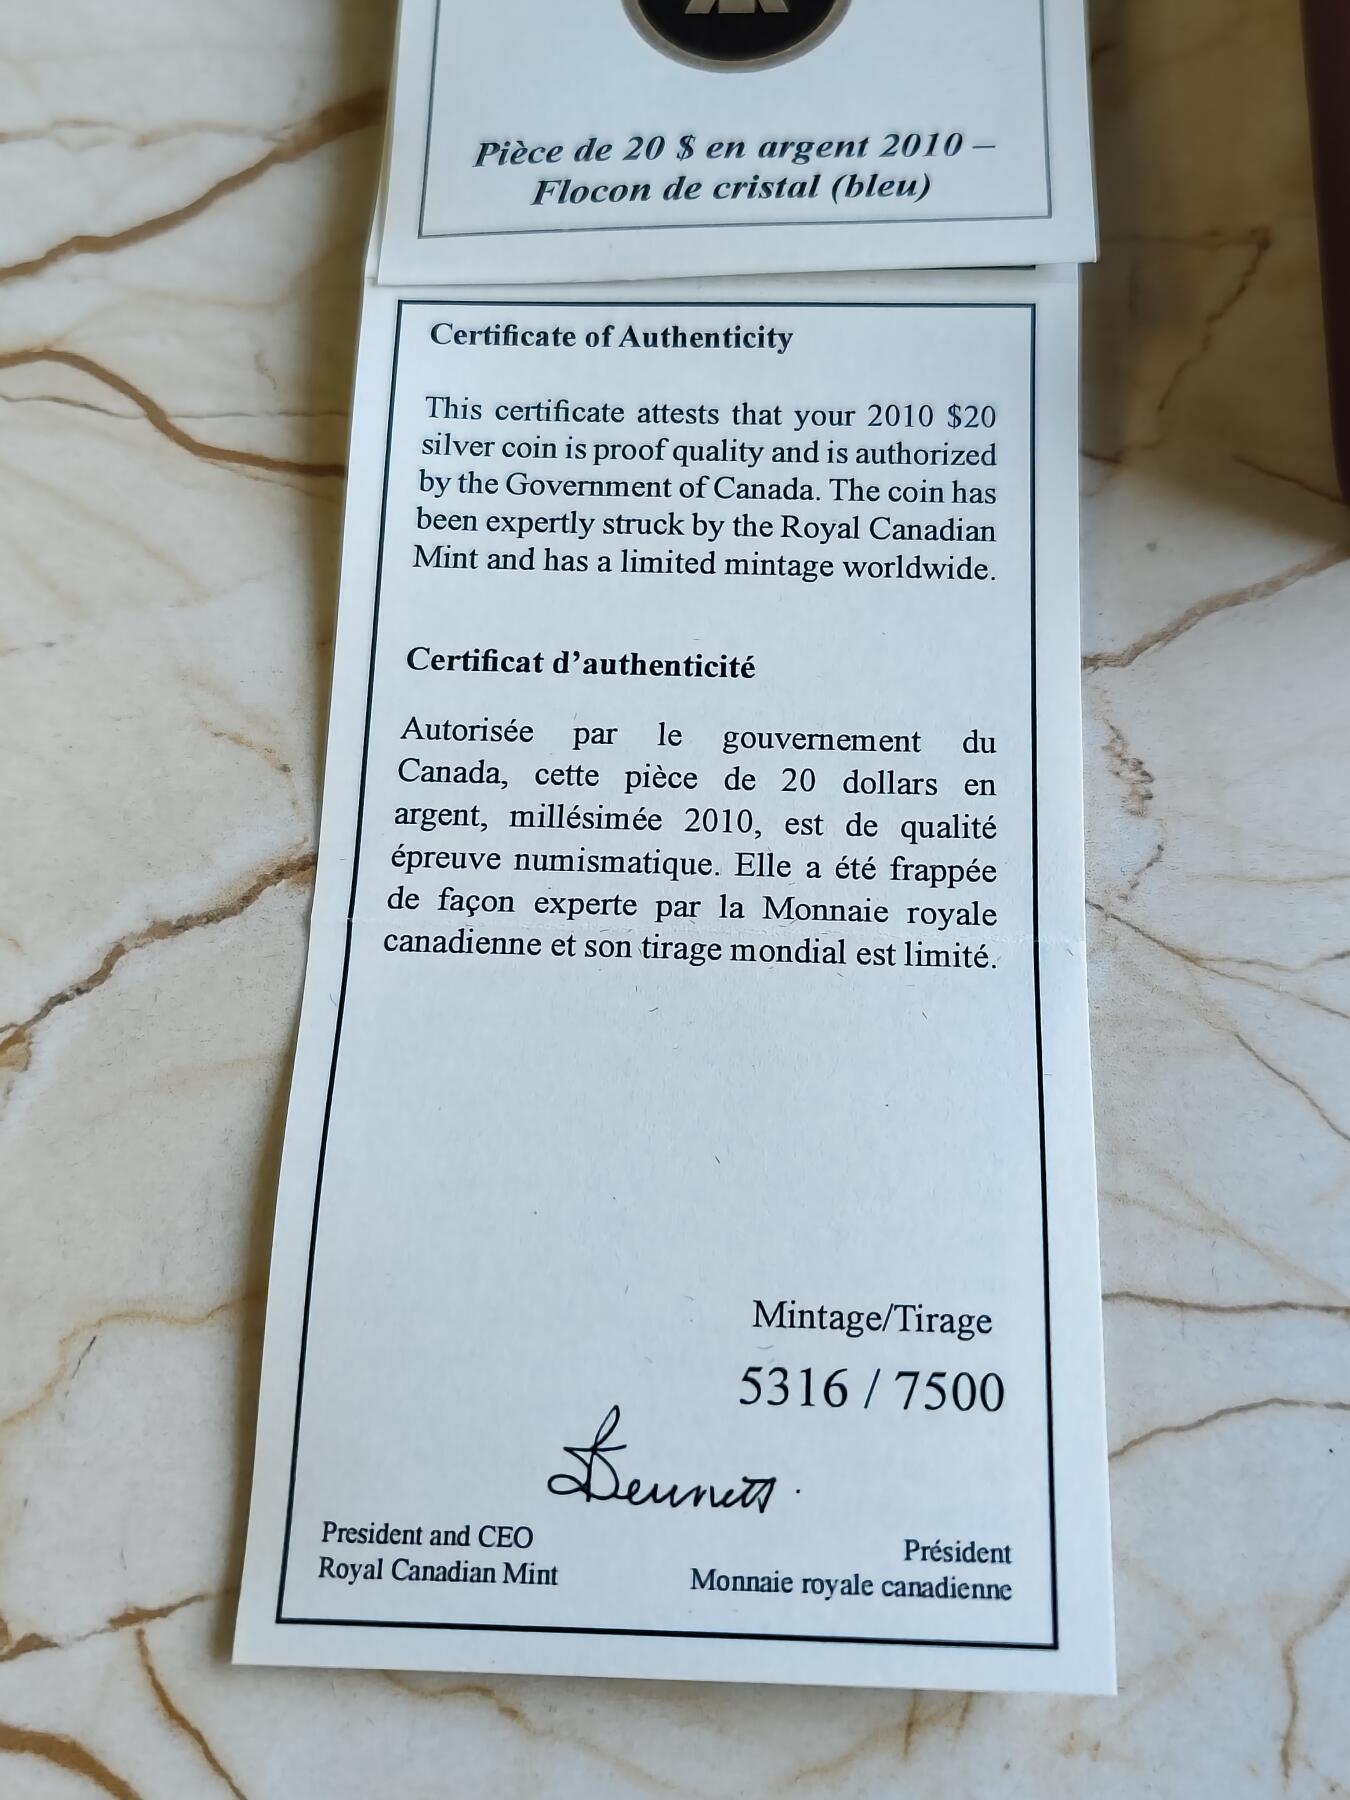 Pièce de 20 $ en argent 2010 –
Flocon de cristal (bleu)
Certificate of Authenticity
This certificate attests that your 2010 $20
silver coin is proof quality and is authorized
by the Government of Canada. The coin has
been expertly struck by the Royal Canadian
Mint and has a limited mintage worldwide.
Certificat d’authenticité
Autorisée par le gouvernement du
Canada, cette pièce de 20 dollars en
argent, millésimée 2010, est de qualité
épreuve numismatique. Elle a été frappée
de façon experte par la Monnaie royale
canadienne et son tirage mondial est limité.
Mintage/Tirage
5316 / 7500
Bennett
President and CEO
Royal Canadian Mint
Président
Monnaie royale canadienne